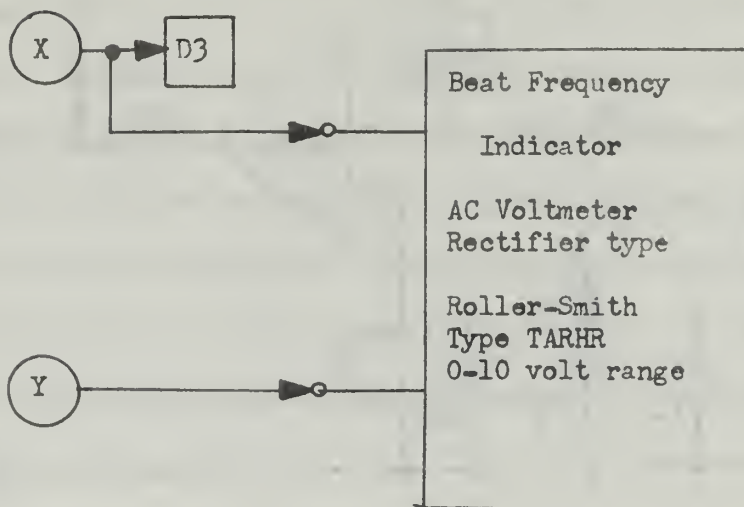 X
D3
Beat Frequency
Indicator
AC Voltmeter
Rectifier type
Roller-Smith
Type TARHR
0-10 volt range
Y